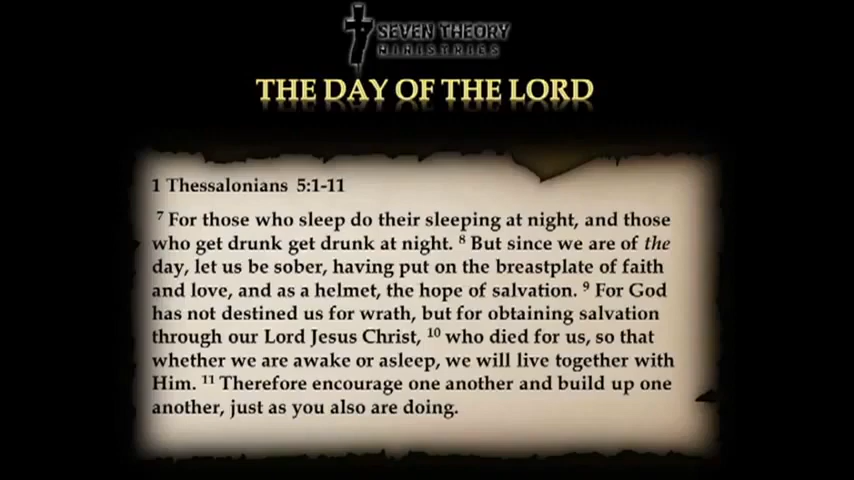 SEVEN THEORY
MINISTRIES
THE DAY OF THE LORD
1 Thessalonians 5:1-11
7 For those who sleep do their sleeping at night, and those
who get drunk get drunk at night. 8 But since we are of the
day, let us be sober, having put on the breastplate of faith
and love, and as a helmet, the hope of salvation. 9 For God
has not destined us for wrath, but for obtaining salvation
through our Lord Jesus Christ, 10 who died for us, so that
whether we are awake or asleep, we will live together with
Him. 11 Therefore encourage one another and build up one
another, just as you also are doing.